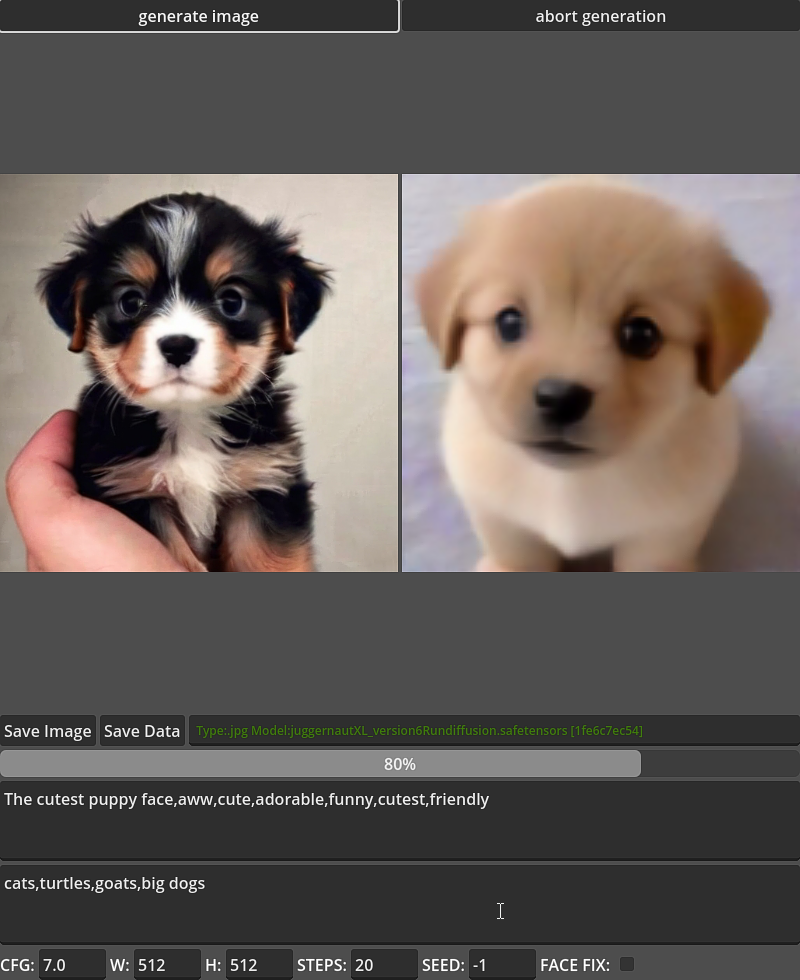 generate image abort generation
Save Image Save Data Type:.jpg Model:juggernautXL_version6Rundiffusion.safetensors [1fe6c7ec54]
80%
The cutest puppy face,aww,cute,adorable,funny,cutest,friendly
cats,turtles,goats,big dogs
CFG: 7.0 W: 512 H: 512 STEPS: 20 SEED: -1 FACE FIX: